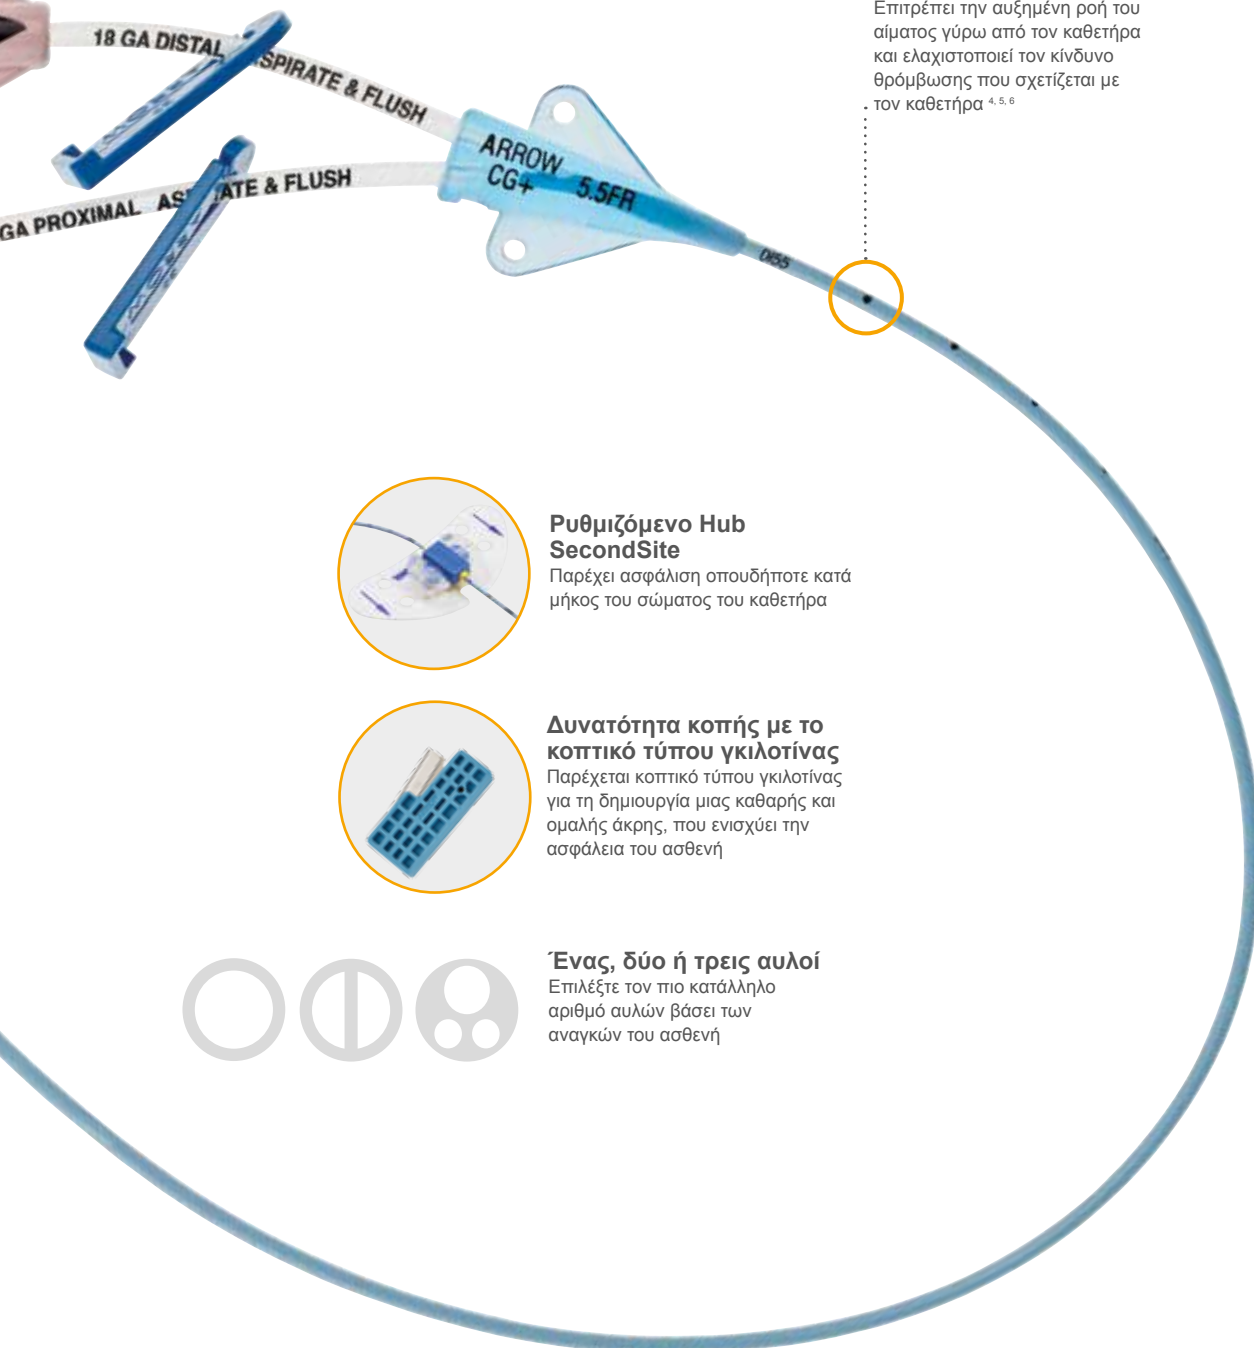 Επιτρέπει την αυξημένη ροή του
αίματος γύρω από τον καθετήρα
και ελαχιστοποιεί τον κίνδυνο
θρόμβωσης που σχετίζεται με
τον καθετήρα 4, 5, 6
18 GA DISTAL SPIRATE & FLUSH
GA PROXIMAL AS ATE & FLUSH
ARROW
CG+ 5.5FR
Ρυθμιζόμενο Hub
SecondSite
Παρέχει ασφάλιση οπουδήποτε κατά
μήκος του σώματος του καθετήρα
Δυνατότητα κοπής με το
κοπτικό τύπου γκιλοτίνας
Παρέχεται κοπτικό τύπου γκιλοτίνας
για τη δημιουργία μιας καθαρής και
ομαλής άκρης, που ενισχύει την
ασφάλεια του ασθενή
Ένας, δύο ή τρεις αυλοί
Επιλέξτε τον πιο κατάλληλο
αριθμό αυλών βάσει των
αναγκών του ασθενή